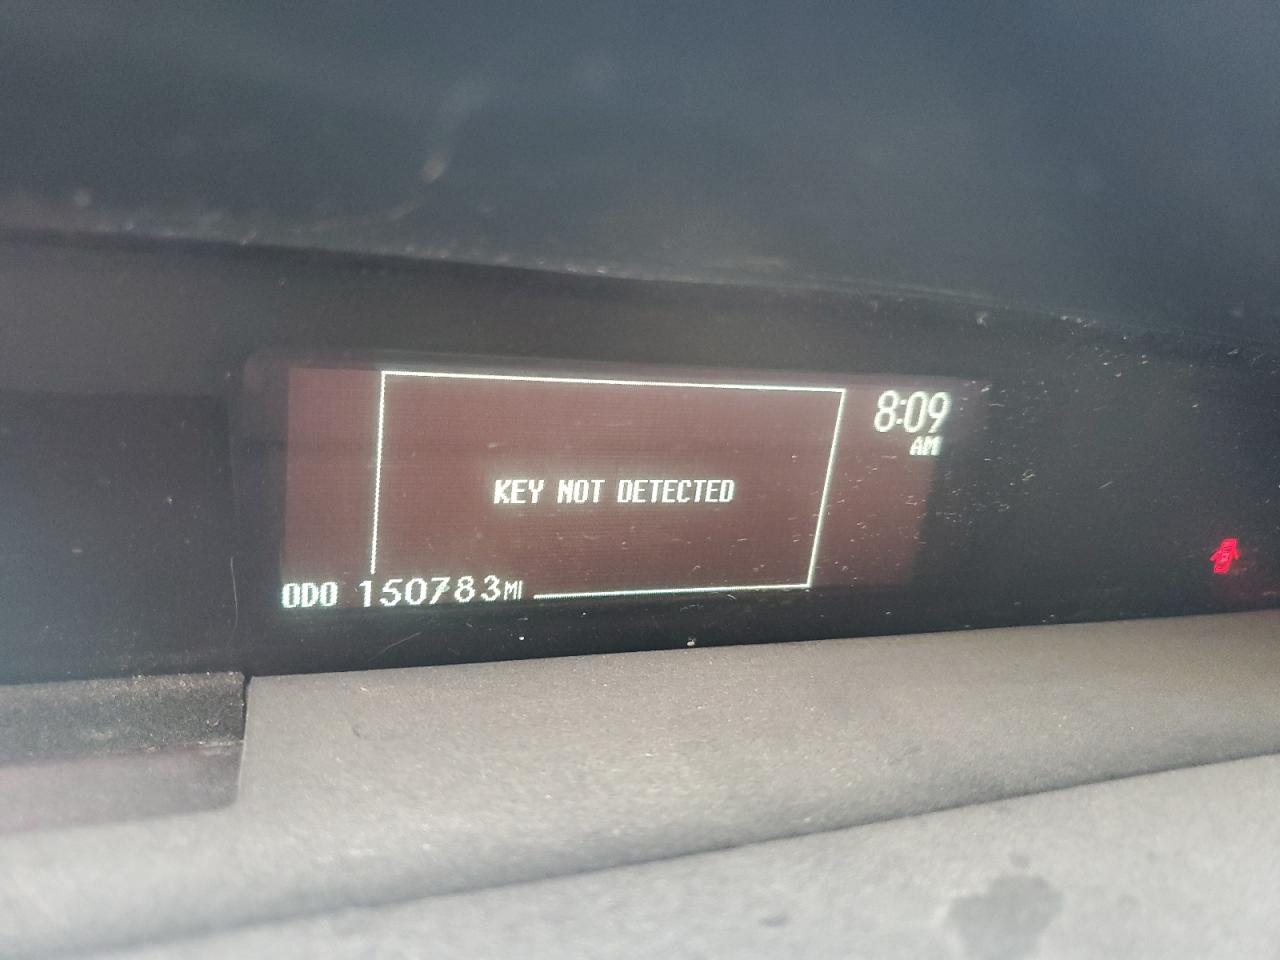 8:09
AM
KEY NOT DETECTED
ODO 150783MI